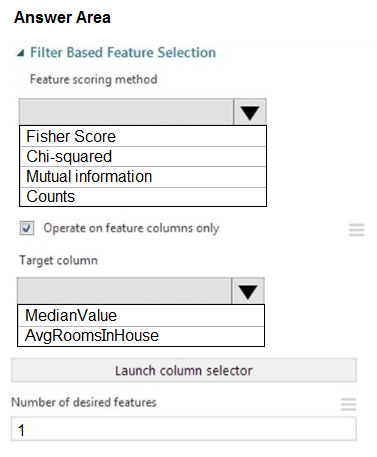 Answer Area
Filter Based Feature Selection
Feature scoring method
Fisher Score
Chi-squared
Mutual information
Counts
Operate on feature columns only
Target column
MedianValue
AvgRoomsInHouse
Launch column selector
Number of desired features
1